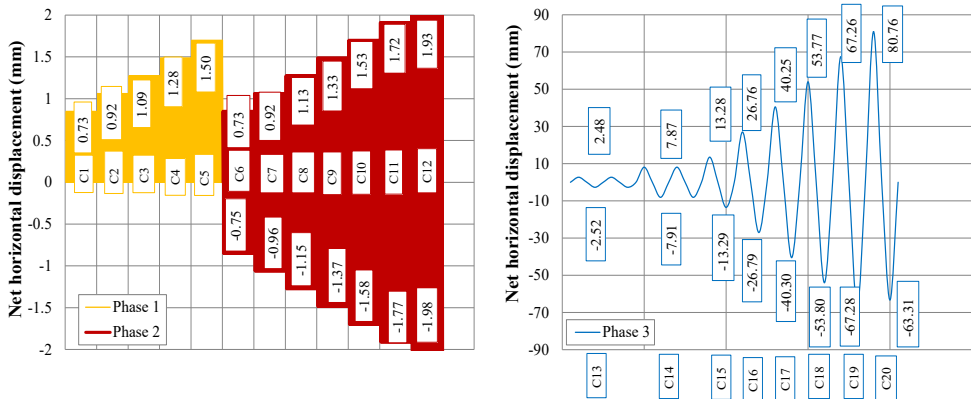 Net horizontal displacement (mm)
2
1.5
1
0.5
0
-0.5
-1
-1.5
-2
0.73
0.92
1.09
1.28
1.50
0.73
0.92
1.13
1.33
1.53
1.72
1.93
C1
C2
C3
C4
C5
C6
C7
C8
C9
C10
C11
C12
-0.75
-0.96
-1.15
-1.37
-1.58
-1.77
-1.98
Phase 1
Phase 2
Net horizontal displacement (mm)
90
70
50
30
10
-10
-30
-50
-70
-90
2.48
7.87
13.28
26.76
40.25
53.77
67.26
80.76
-2.52
-7.91
-13.29
-26.79
-40.30
-53.80
-67.28
-63.31
Phase 3
C13
C14
C15
C16
C17
C18
C19
C20